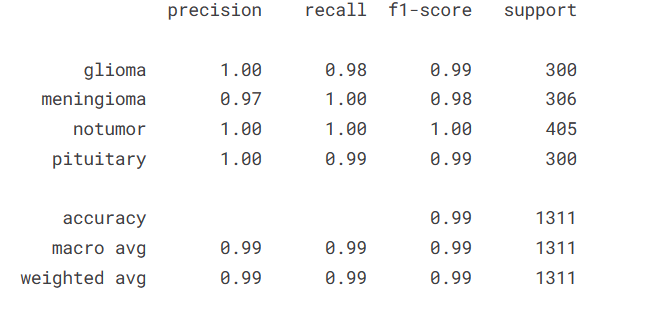 precision recall f1-score support
glioma 1.00 0.98 0.99 300
meningioma 0.97 1.00 0.98 306
notumor 1.00 1.00 1.00 405
pituitary 1.00 0.99 0.99 300
accuracy 0.99 1311
macro avg 0.99 0.99 0.99 1311
weighted avg 0.99 0.99 0.99 1311